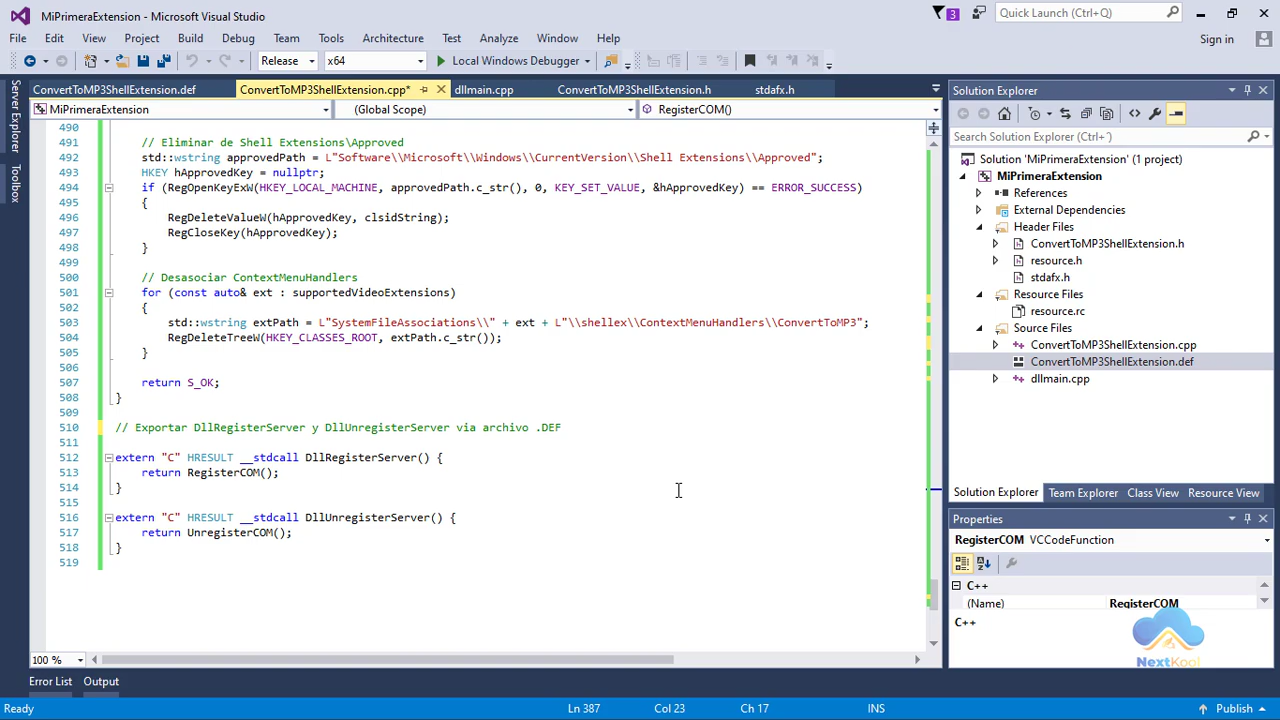 MiPrimeraExtension - Microsoft Visual Studio
3
Quick Launch (Ctrl+Q)
File Edit View Project Build Debug Team Tools Architecture Test Analyze Window Help
Sign in
Release x64 Local Windows Debugger
Server Explorer
Toolbox
ConvertToMP3ShellExtension.def ConvertToMP3ShellExtension.cpp* dllmain.cpp ConvertToMP3ShellExtension.h stdafx.h
MiPrimeraExtension (Global Scope) RegisterCOM()
490
491 // Eliminar de Shell Extensions\Approved
492 std::wstring approvedPath = L"Software\\Microsoft\\Windows\\CurrentVersion\\Shell Extensions\\Approved";
493 HKEY hApprovedKey = nullptr;
494 if (RegOpenKeyExW(HKEY_LOCAL_MACHINE, approvedPath.c_str(), 0, KEY_SET_VALUE, &hApprovedKey) == ERROR_SUCCESS)
495 {
496 RegDeleteValueW(hApprovedKey, clsidString);
497 RegCloseKey(hApprovedKey);
498 }
499
500 // Desasociar ContextMenuHandlers
501 for (const auto& ext : supportedVideoExtensions)
502 {
503 std::wstring extPath = L"SystemFileAssociations\\" + ext + L"\\shellex\\ContextMenuHandlers\\ConvertToMP3";
504 RegDeleteTreeW(HKEY_CLASSES_ROOT, extPath.c_str());
505 }
506
507 return S_OK;
508 }
509
510 // Exportar DllRegisterServer y DllUnregisterServer via archivo .DEF
511
512 extern "C" HRESULT __stdcall DllRegisterServer() {
513 return RegisterCOM();
514 }
515
516 extern "C" HRESULT __stdcall DllUnregisterServer() {
517 return UnregisterCOM();
518 }
519
100 %
Error List Output
Solution Explorer
Search Solution Explorer (Ctrl+´)
Solution 'MiPrimeraExtension' (1 project)
MiPrimeraExtension
References
External Dependencies
Header Files
ConvertToMP3ShellExtension.h
resource.h
stdafx.h
Resource Files
resource.rc
Source Files
ConvertToMP3ShellExtension.cpp
ConvertToMP3ShellExtension.def
dllmain.cpp
Solution Explorer Team Explorer Class View Resource View
Properties
RegisterCOM VCCodeFunction
C++
(Name) RegisterCOM
C++
NextKool
Ready Ln 387 Col 23 Ch 17 INS Publish